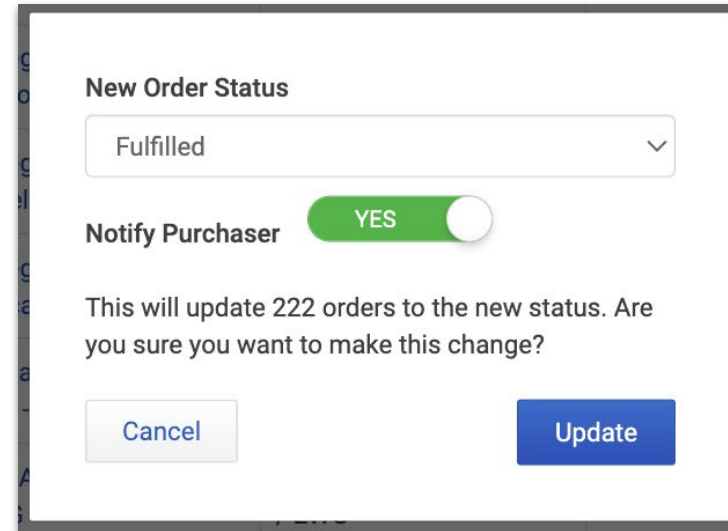 New Order Status
Fulfilled
Notify Purchaser
YES
This will update 222 orders to the new status. Are
you sure you want to make this change?
Cancel
Update